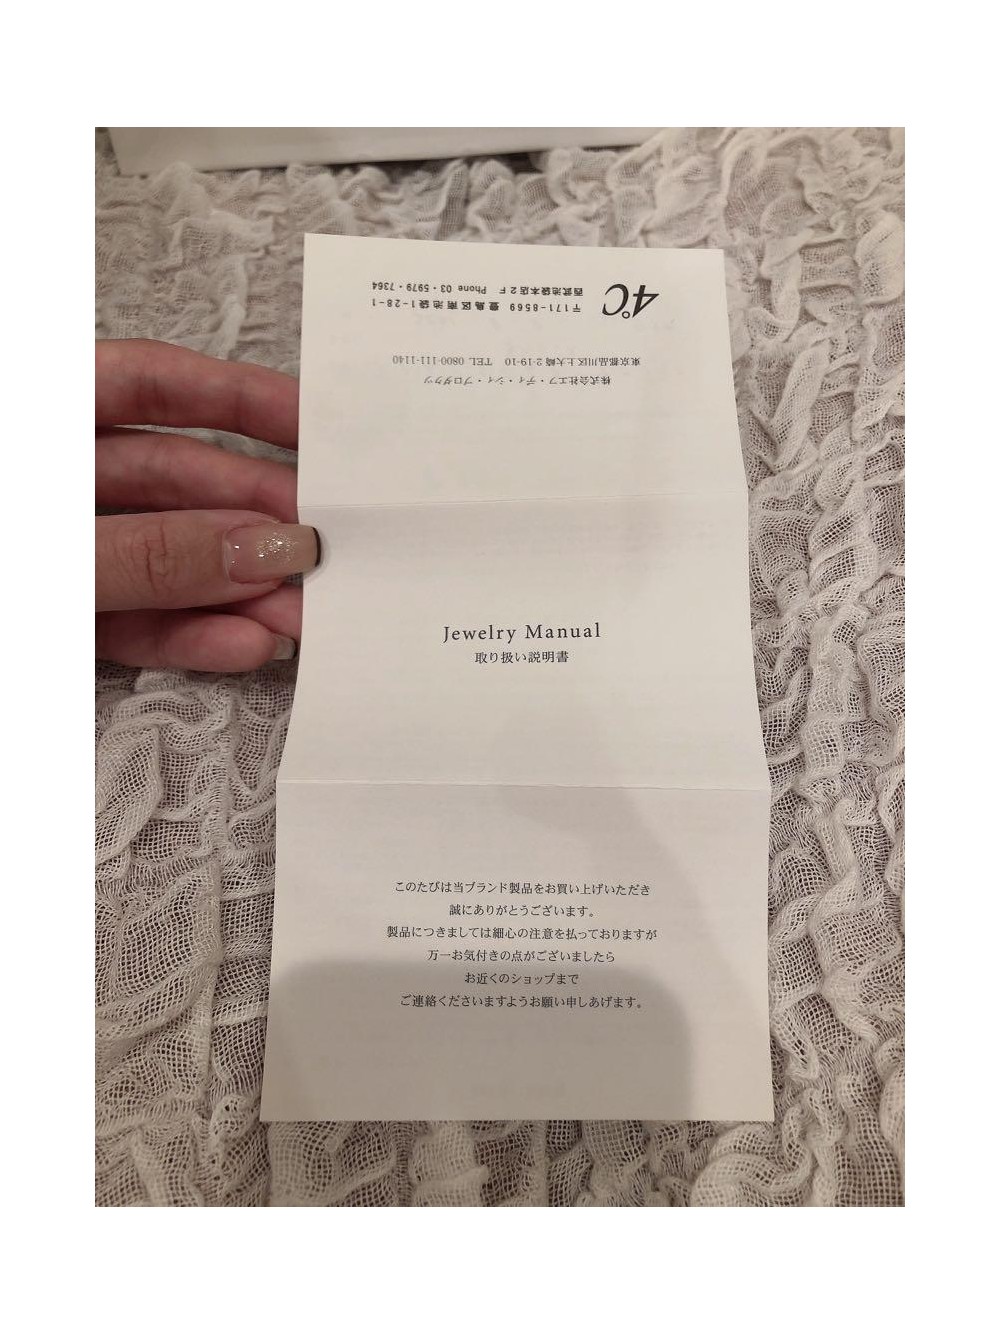 4℃
〒171-8569 豊島区南池袋1-28-1
西武池袋本店2F Phone 03・5979・7364
株式会社エフ・ディ・シィ・プロダクツ
東京都品川区上大崎2-19-10 TEL 0800-111-1140
Jewelry Manual
取り扱い説明書
このたびは当ブランド製品をお買い上げいただき
誠にありがとうございます。
製品につきましては細心の注意を払っておりますが
万一お気付きの点がございましたら
お近くのショップまで
ご連絡くださいますようお願い申しあげます。